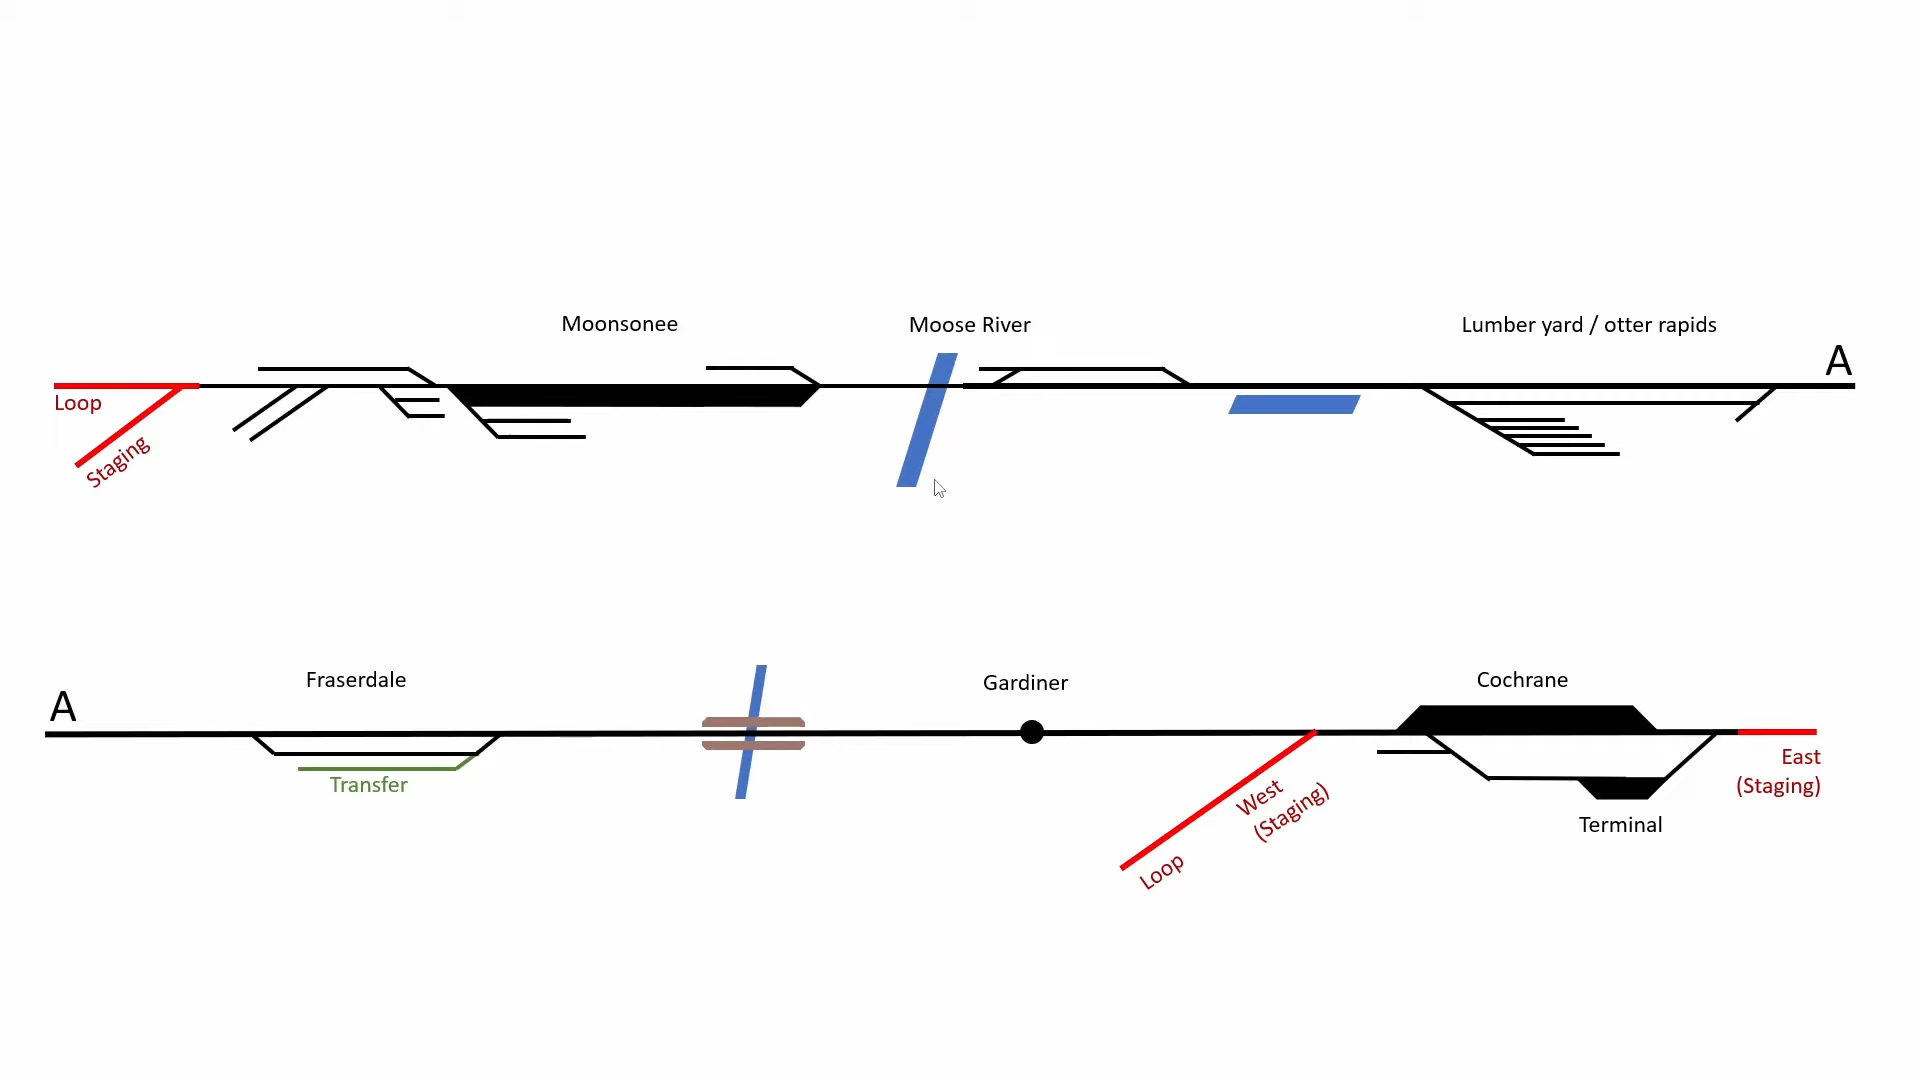 Moonsonee
Moose River
Lumber yard / otter rapids
A
Loop
Staging
A
Fraserdale
Gardiner
Cochrane
Transfer
West
(Staging)
Loop
East
(Staging)
Terminal